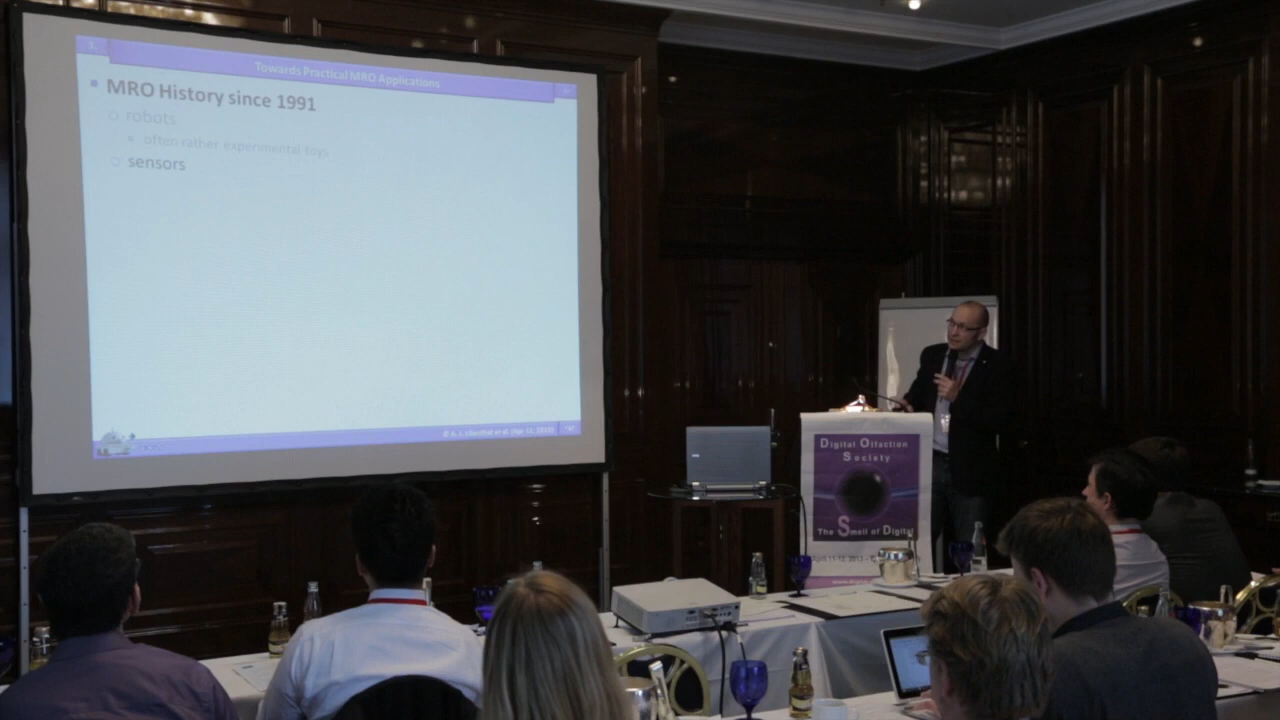 Towards Practical MRO Applications
MRO History since 1991
robots
often rather experimental toys
sensors
Digital Olfaction
Society
The Smell of Digital